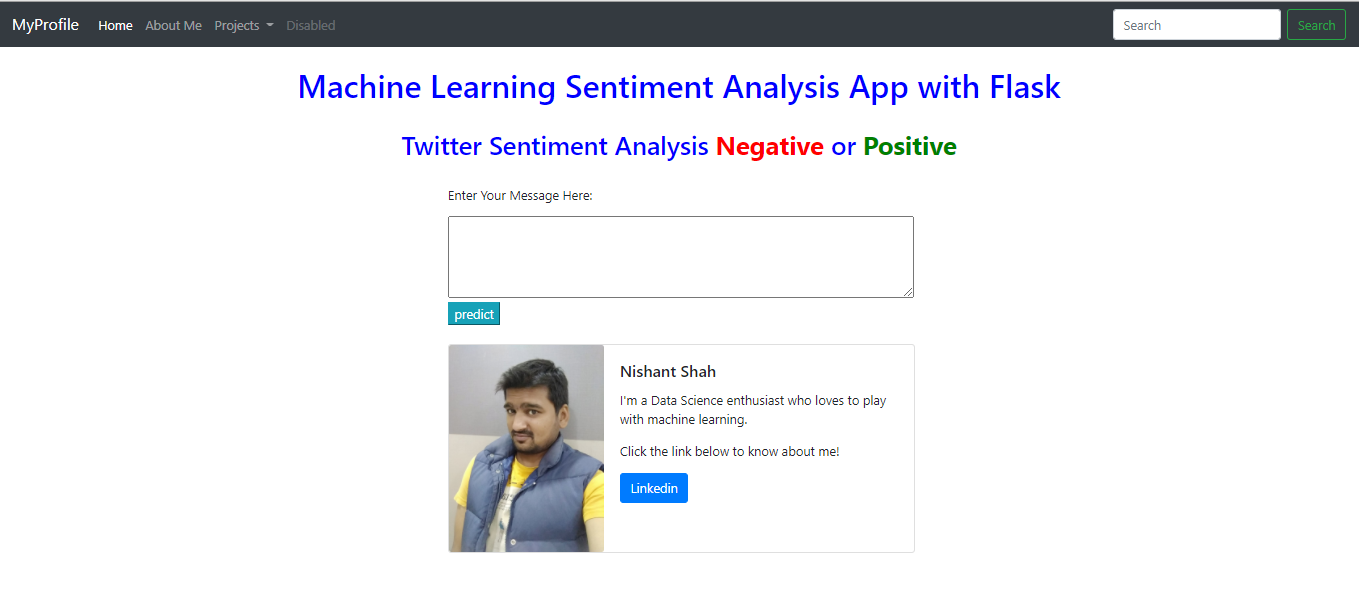 MyProfile Home About Me Projects Disabled Search Search
Machine Learning Sentiment Analysis App with Flask
Twitter Sentiment Analysis Negative or Positive
Enter Your Message Here:
predict
Nishant Shah
I'm a Data Science enthusiast who loves to play
with machine learning.
Click the link below to know about me!
Linkedin